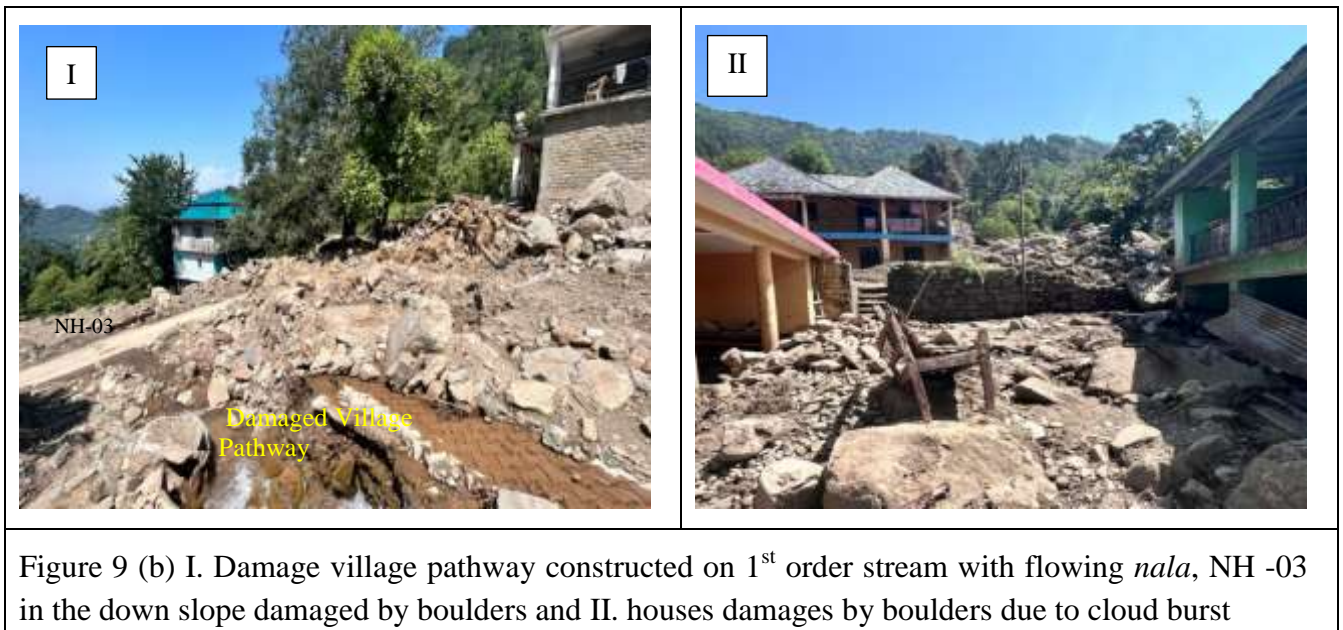 I
II
NH-03
Damaged Village
Pathway
Figure 9 (b) I. Damage village pathway constructed on 1st order stream with flowing nala, NH -03
in the down slope damaged by boulders and II. houses damages by boulders due to cloud burst